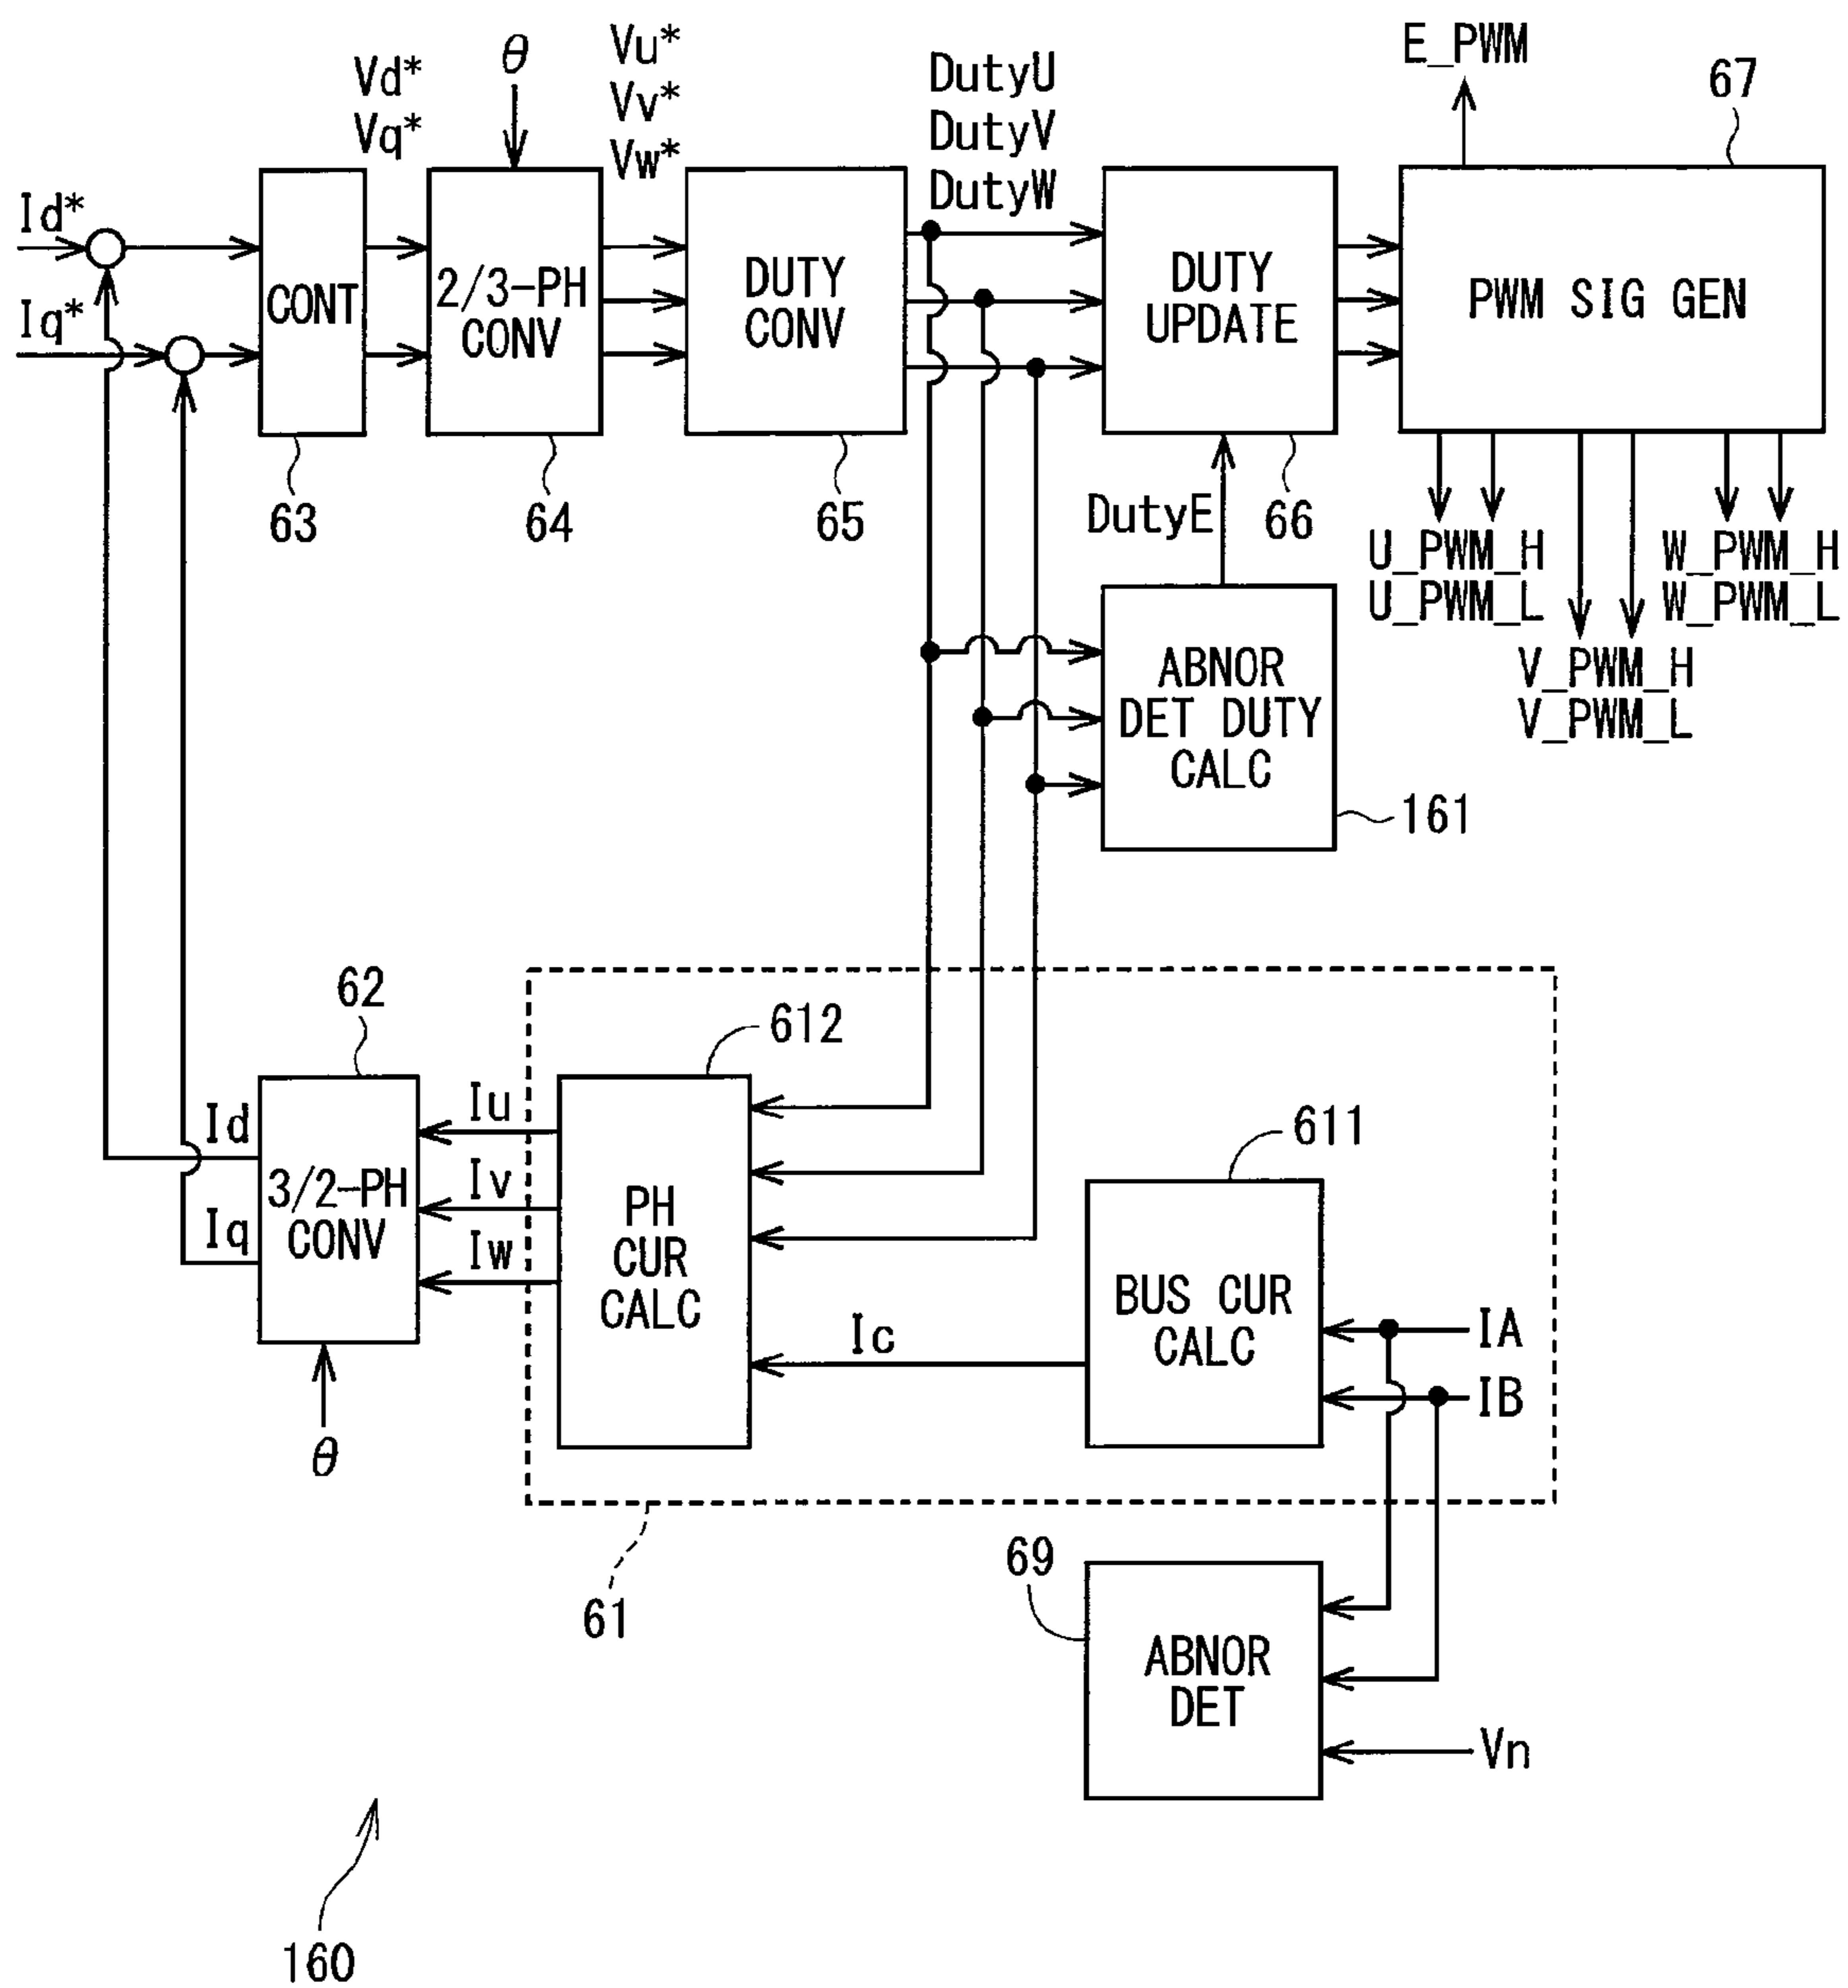 Vd*
Vq*
θ
Vu*
Vv*
Vw*
DutyU
DutyV
DutyW
E_PWM
67
Id*
Iq*
CONT
2/3-PH
CONV
DUTY
CONV
DUTY
UPDATE
PWM SIG GEN
63
64
65
DutyE
66
U_PWM_H
U_PWM_L
W_PWM_H
W_PWM_L
V_PWM_H
V_PWM_L
ABNOR
DET DUTY
CALC
161
62
612
611
Id
Iq
3/2-PH
CONV
Iu
Iv
Iw
PH
CUR
CALC
Ic
BUS CUR
CALC
IA
IB
θ
61
69
ABNOR
DET
Vn
160